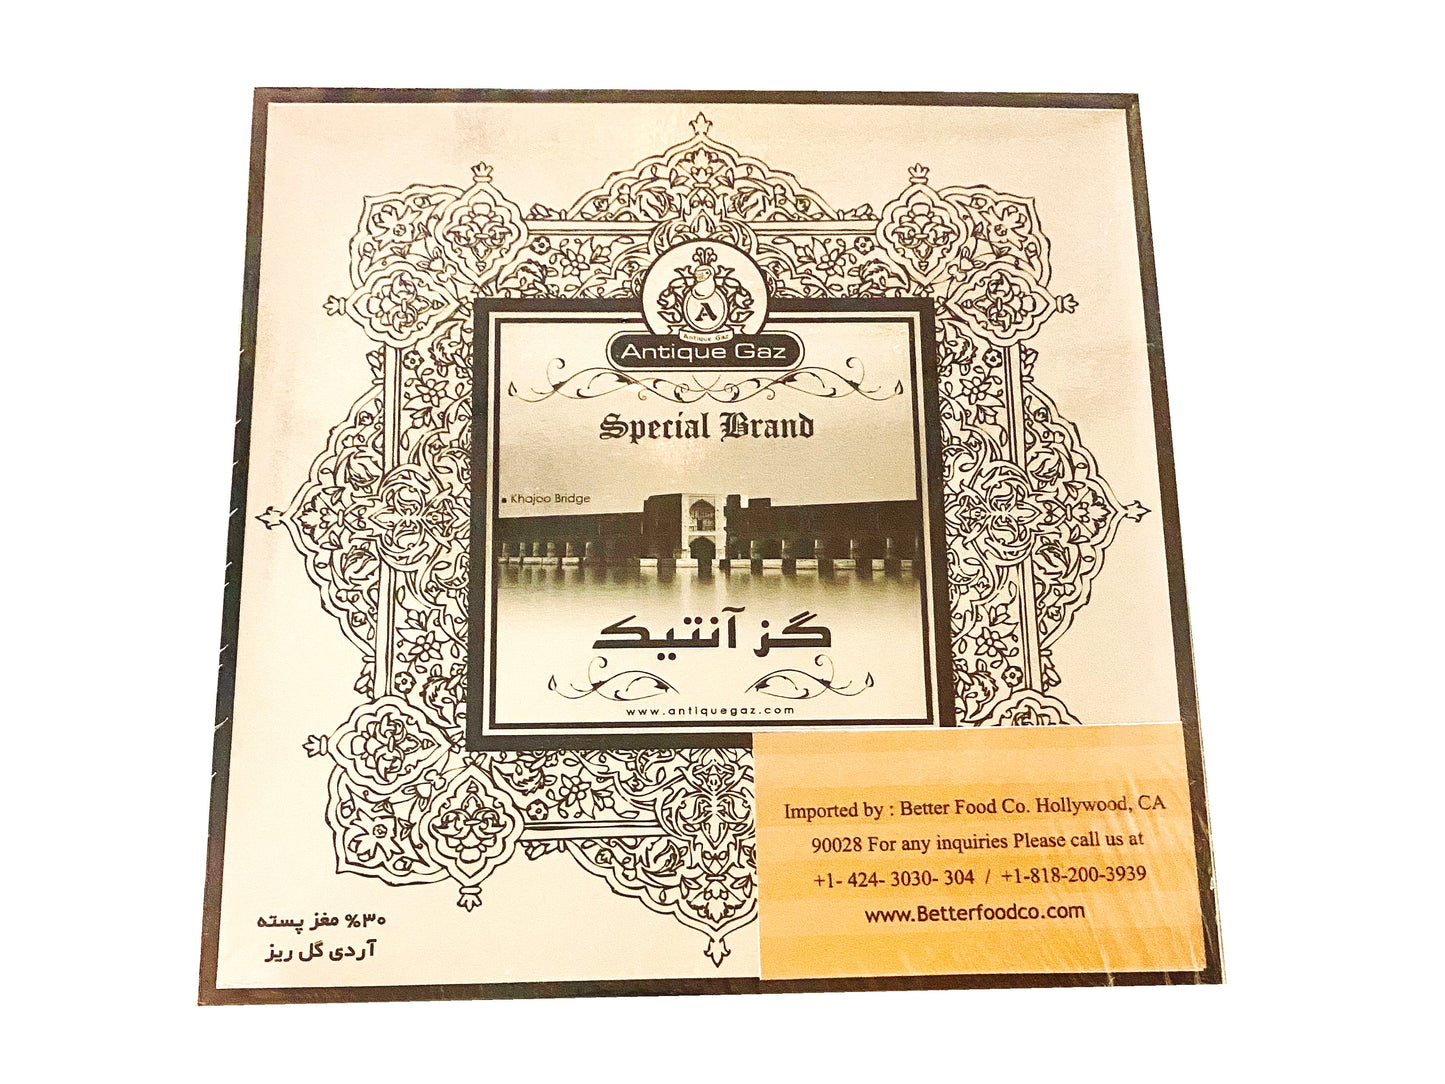 A
Antique Gaz
Antique Gaz
Special Brand
Khajoo Bridge
گز آنتیک
www.antiquegaz.com
Imported by : Better Food Co. Hollywood, CA
90028 For any inquiries Please call us at
+1- 424- 3030- 304 / +1-818-200-3939
www.Betterfoodco.com
%۳۰ مغز پسته
آردی گل ریز